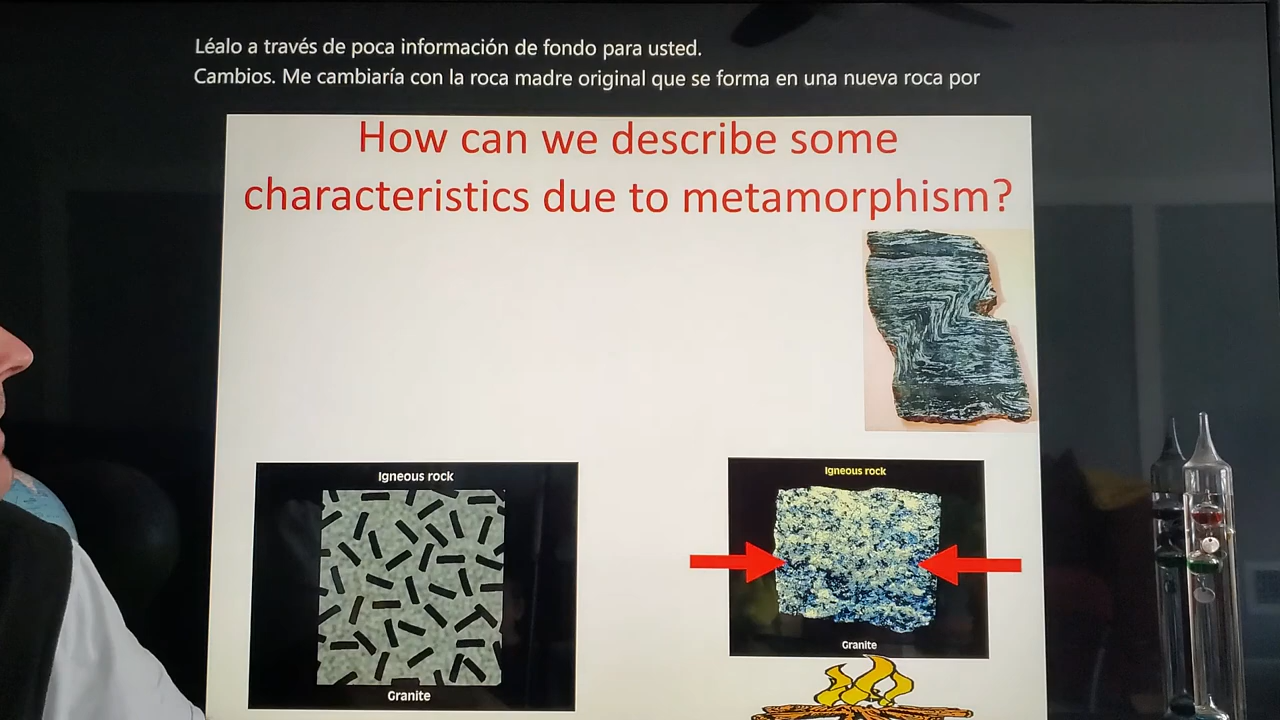 Léalo a través de poca información de fondo para usted.
Cambios. Me cambiaría con la roca madre original que se forma en una nueva roca por
How can we describe some
characteristics due to metamorphism?
Igneous rock
Granite
Igneous rock
Granite